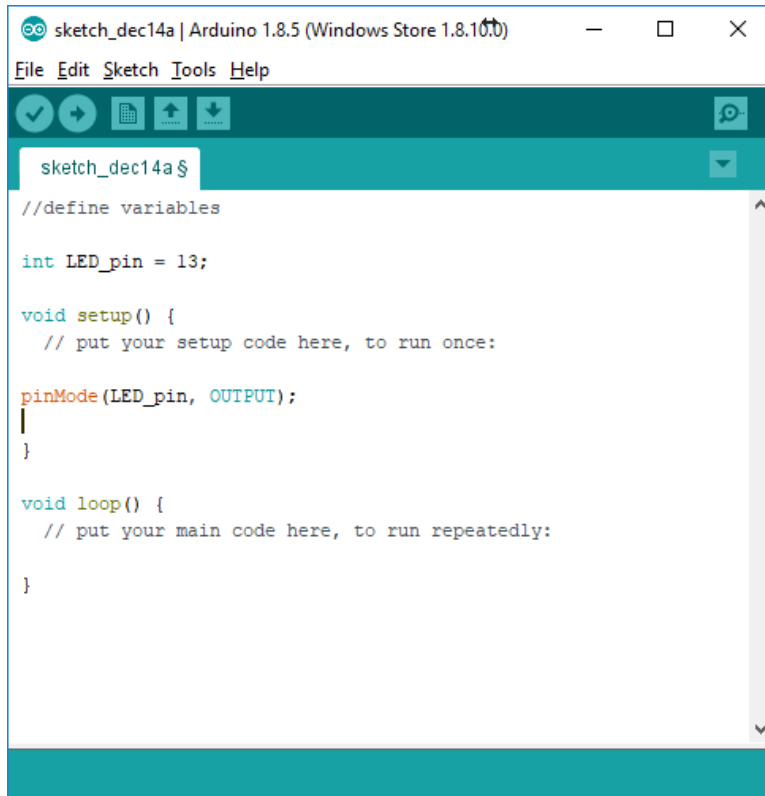 sketch_dec14a | Arduino 1.8.5 (Windows Store 1.8.10.0)
File Edit Sketch Tools Help
sketch_dec14a §
//define variables
int LED_pin = 13;
void setup() {
  // put your setup code here, to run once:
pinMode(LED_pin, OUTPUT);
}
void loop() {
  // put your main code here, to run repeatedly:
}